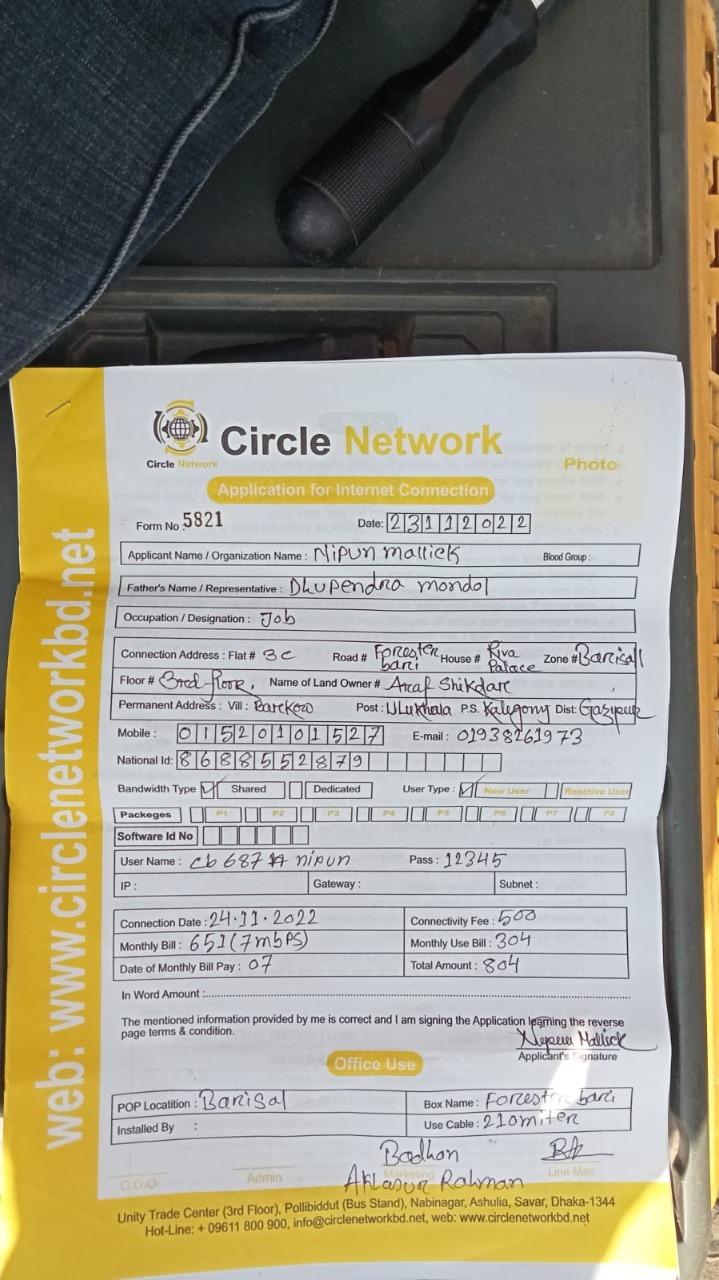 Circle Network
Circle Network
Photo
Application for Internet Connection
Form No 5821 Date: 23112022
Applicant Name / Organization Name : Nipun mallick Blood Group :
Father's Name / Representative : Dhupendra mondol
Occupation / Designation : Job
Connection Address : Flat # 3c Road # Forester bari House # Riva Palace Zone # Barisall
Floor # 3rd floor. Name of Land Owner # Araf Shikdar
Permanent Address : Vill : Post : Ulukhola P.S. Dist:
Mobile : 01520101527 E-mail : 01938261973
National Id: 8688552879
Bandwidth Type Shared Dedicated User Type : New User Reactive User
Packeges P1 P2 P3 P4 P5 P6 P7 P8
Software Id No
User Name : cb687 nipun Pass : 12345
IP : Gateway : Subnet :
Connection Date : 24.11.2022 Connectivity Fee : 500
Monthly Bill : 651 (7mbps) Monthly Use Bill : 304
Date of Monthly Bill Pay : 07 Total Amount : 804
In Word Amount :
The mentioned information provided by me is correct and I am signing the Application learning the reverse
page terms & condition.
Mallick
Applicant's Signature
Office Use
POP Locatition : Barisal Box Name : Forester bari
Installed By : Use Cable : 210miter
Badhon
C.O.O Admin Marketing Line Man
Rahman
Unity Trade Center (3rd Floor), Pollibiddut (Bus Stand), Nabinagar, Ashulia, Savar, Dhaka-1344
Hot-Line: + 09611 800 900, info@circlenetworkbd.net, web: www.circlenetworkbd.net
web: www.circlenetworkbd.net